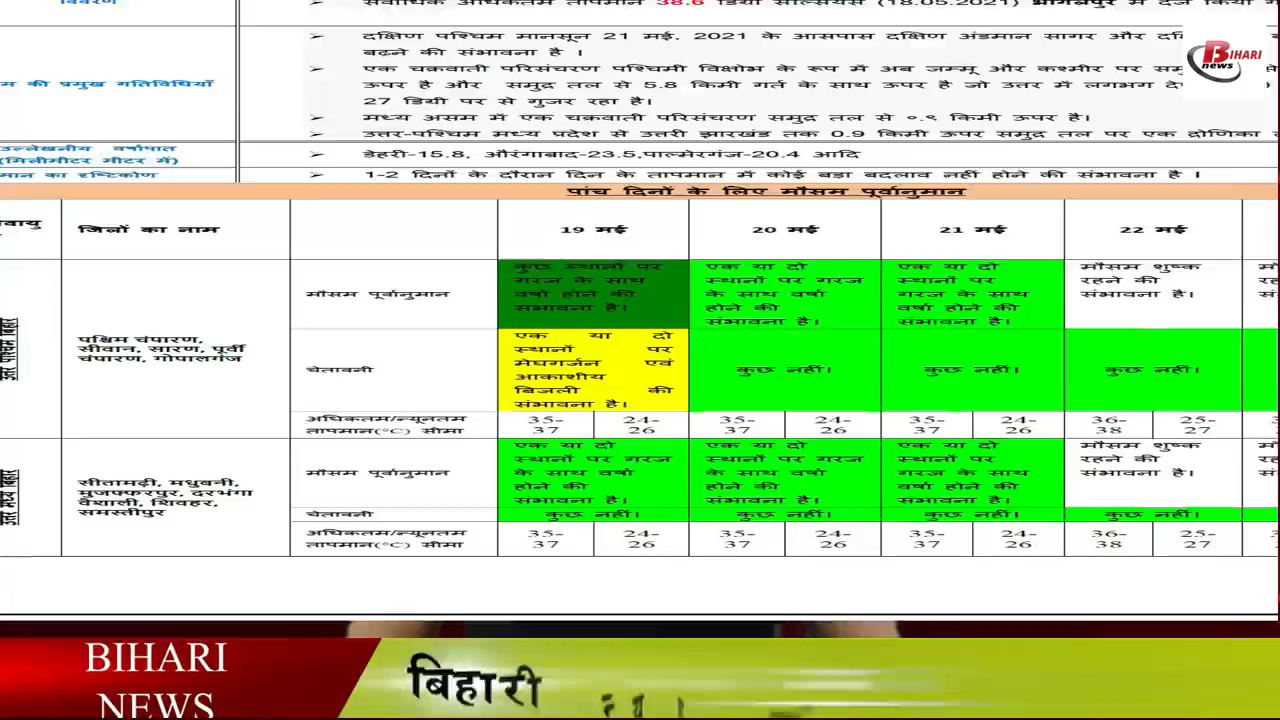 विवरण
सर्वाधिक अधिकतम तापमान 38.6 डिग्री सेल्सियस (18.05.2021) भागलपुर में दर्ज किया
BIHARI
news
दक्षिण पश्चिम मानसून 21 मई, 2021 के आसपास दक्षिण अंडमान सागर और
बढ़ने की संभावना है ।
म की प्रमुख गतिविधियाँ
एक चक्रवाती परिसंचरण पश्चिमी विक्षोभ के रूप में अब जम्मू और कश्मीर पर
ऊपर है और समुद्र तल से 5.8 किमी गर्त के साथ ऊपर है जो उत्तर में लगभग
27 डिग्री पर से गुजर रहा है।
मध्य असम में एक चक्रवाती परिसंचरण समुद्र तल से ०.९ किमी ऊपर है।
उत्तर-पश्चिम मध्य प्रदेश से उत्तरी झारखंड तक 0.9 किमी ऊपर समुद्र तल पर एक द्रोणिका
उल्लेखनीय वर्षापात
(मिलीमीटर मीटर में)
डेहरी-15.8, औरंगाबाद-23.5,पाल्मेरगंज-20.4 आदि
मान का दृष्टिकोण
1-2 दिनों के दौरान दिन के तापमान में कोई बड़ा बदलाव नहीं होने की संभावना है ।
पांच दिनों के लिए मौसम पूर्वानुमान
वायु जिलों का नाम 19 मई 20 मई 21 मई 22 मई
उत्तर पश्चिम बिहार
पश्चिम चंपारण,
सीवान, सारण, पूर्वी
चंपारण, गोपालगंज
मौसम पूर्वानुमान
कुछ स्थानों पर
गरज के साथ
वर्षा होने की
संभावना है।
एक या दो
स्थानों पर गरज
के साथ वर्षा
होने की
संभावना है।
एक या दो
स्थानों पर
गरज के साथ
वर्षा होने की
संभावना है।
मौसम शुष्क
रहने की
संभावना है।
चेतावनी
एक या दो
स्थानों पर
मेघगर्जन एवं
आकाशीय
बिजली की
संभावना है।
कुछ नहीं। कुछ नहीं। कुछ नहीं।
अधिकतम/न्यूनतम
तापमान(°C) सीमा
35-37 24-26 35-37 24-26 35-37 24-26 36-38 25-27
उत्तर मध्य बिहार
सीतामढ़ी, मधुबनी,
मुजफ्फरपुर, दरभंगा
वैशाली, शिवहर,
समस्तीपुर
मौसम पूर्वानुमान
एक या दो
स्थानों पर गरज
के साथ वर्षा
होने की
संभावना है।
एक या दो
स्थानों पर गरज
के साथ वर्षा
होने की
संभावना है।
एक या दो
स्थानों पर
गरज के साथ
वर्षा होने की
संभावना है।
मौसम शुष्क
रहने की
संभावना है।
चेतावनी
कुछ नहीं। कुछ नहीं। कुछ नहीं। कुछ नहीं।
अधिकतम/न्यूनतम
तापमान(°C) सीमा
35-37 24-26 35-37 24-26 35-37 24-26 36-38 25-27
BIHARI
NEWS
बिहारी